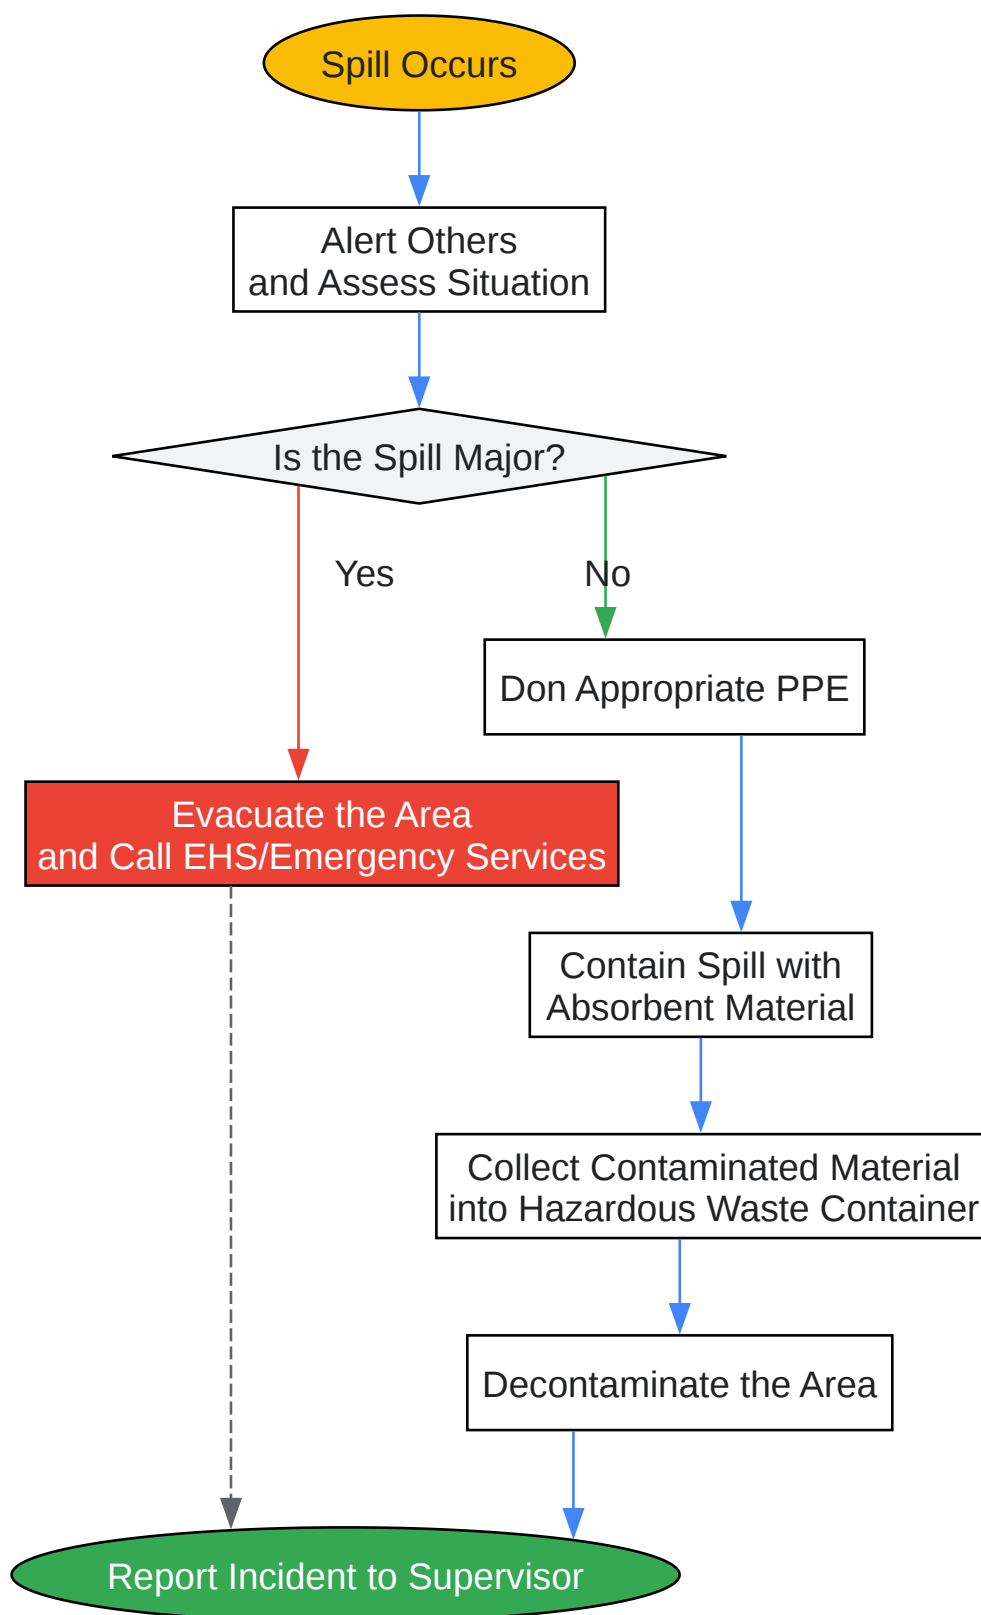 Spill Occurs
Alert Others
and Assess Situation
Is the Spill Major?
Yes
No
Don Appropriate PPE
Evacuate the Area
and Call EHS/Emergency Services
Contain Spill with
Absorbent Material
Collect Contaminated Material
into Hazardous Waste Container
Decontaminate the Area
Report Incident to Supervisor